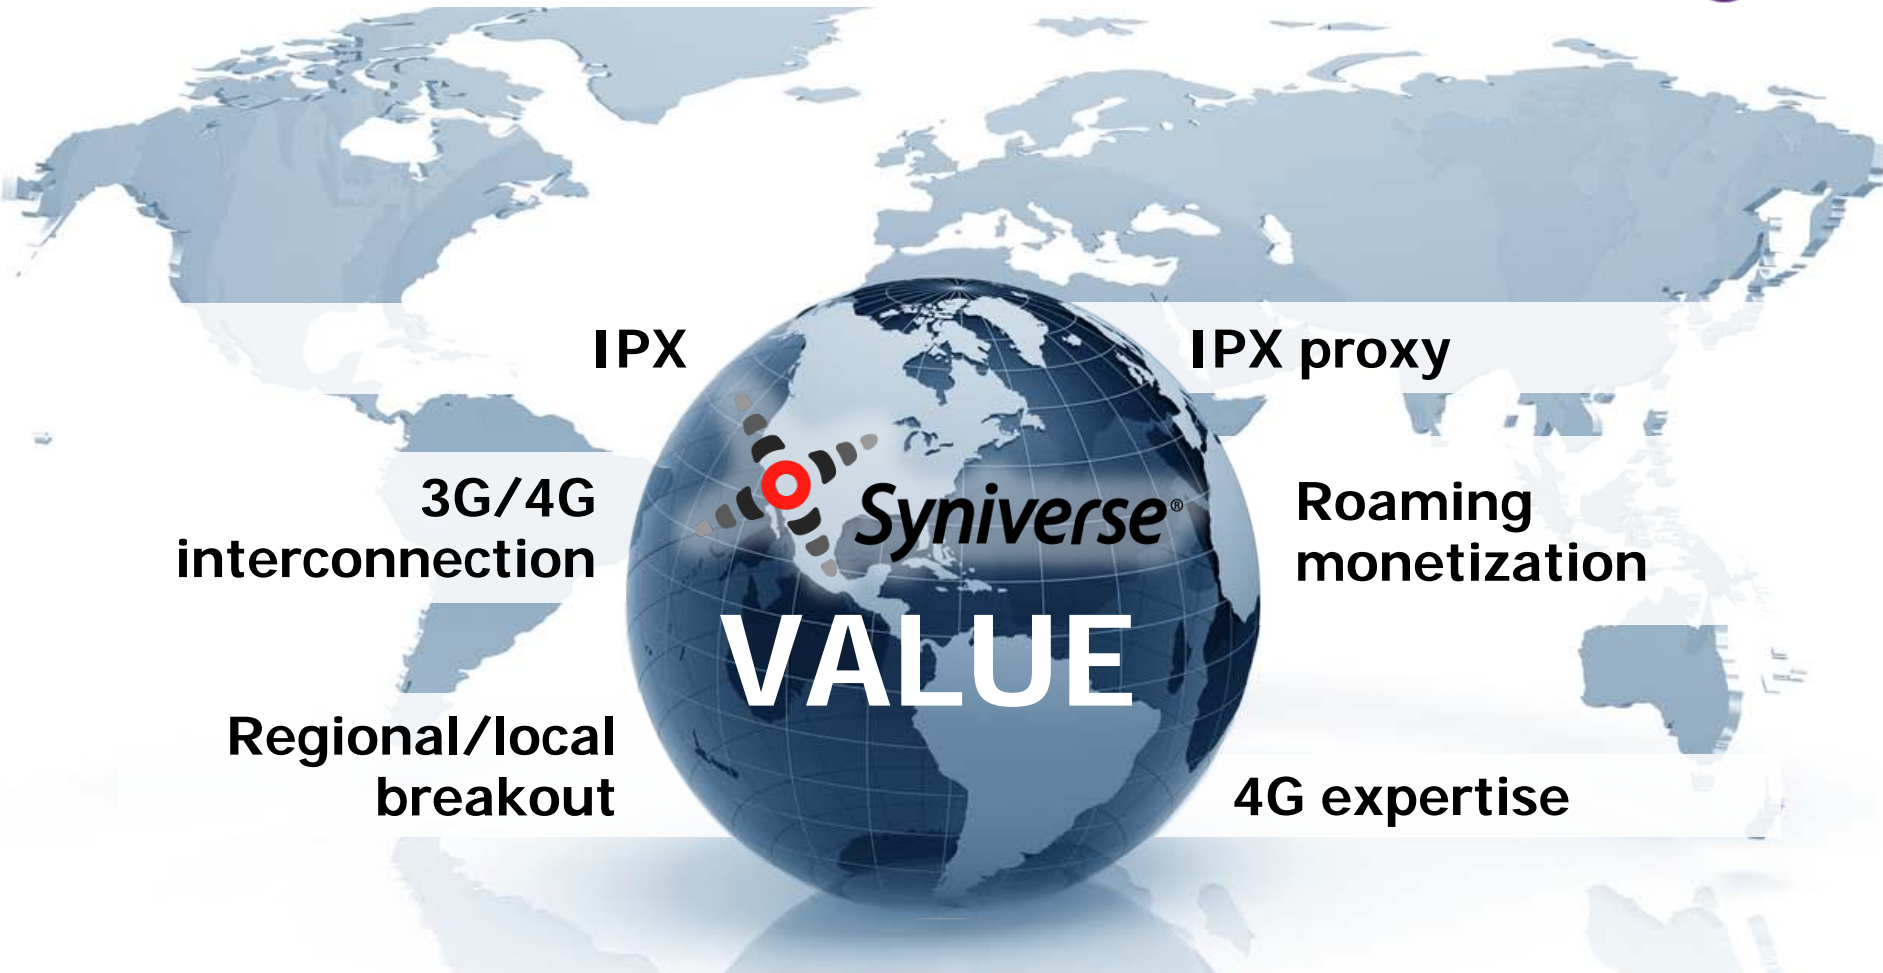 IPX
IPX proxy
3G/4G
interconnection
Syniverse®
Roaming
monetization
VALUE
Regional/local
breakout
4G expertise